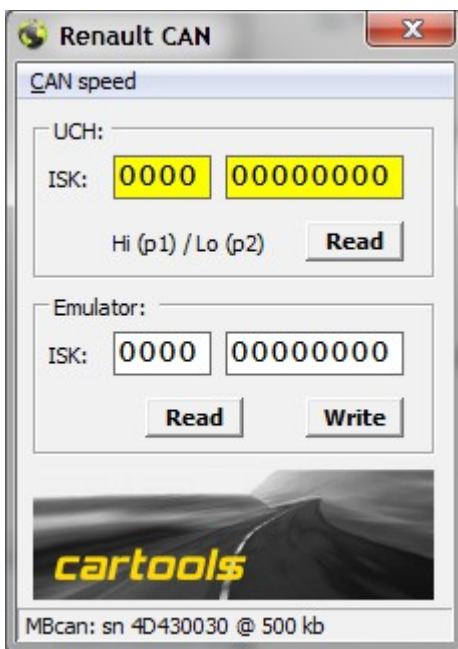 Renault CAN
CAN speed
UCH:
ISK: 0000 00000000
Hi (p1) / Lo (p2) Read
Emulator:
ISK: 0000 00000000
Read Write
cartools
MBcan: sn 4D430030 @ 500 kb